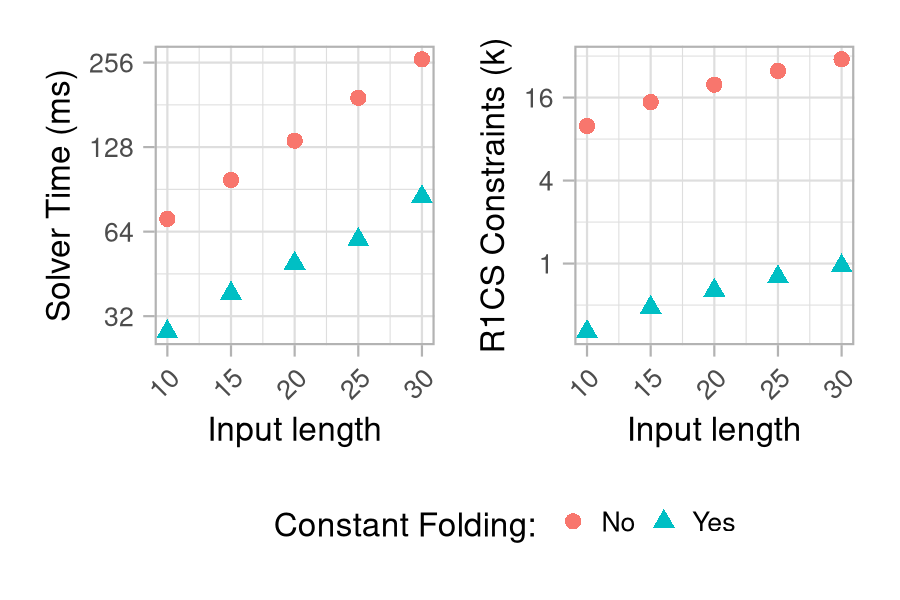 Solver Time (ms)
256
128
64
32
10 15 20 25 30
Input length
R1CS Constraints (k)
16
4
1
10 15 20 25 30
Input length
Constant Folding: No Yes